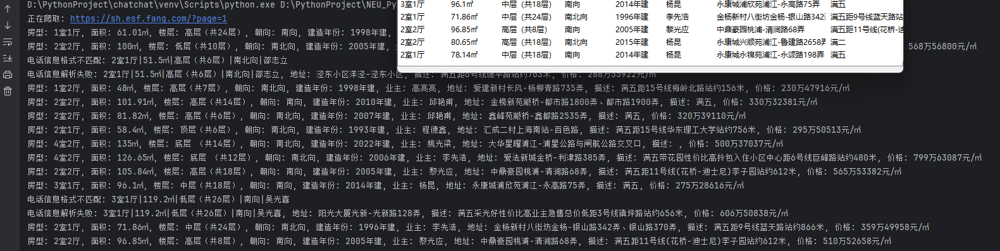 D:\PythonProject\chatchat\venv\Scripts\python.exe D:\PythonProject\NEU_Py
正在爬取: https://sh.esf.fang.com/?page=1
房型: 1室1厅, 面积: 61.01㎡, 楼层: 高层（共24层）, 朝向: 南向, 建造年份: 1998年建,
房型: 2室2厅, 面积: 100㎡, 楼层: 低层（共10层）, 朝向: 南北向, 建造年份: 2005年建, 568万56800元/㎡
电话信息格式不匹配: 2室1厅|51.5㎡|高层（共6层）|南北向|邵志立
电话信息解析失败: 2室1厅|51.5㎡|高层（共6层）|南北向|邵志立, 地址: 泾东小区洋泾-泾东小区, 描述: 满五距6号线德平路站约763米, 价格: 288万55922元/㎡
房型: 1室2厅, 面积: 48㎡, 楼层: 高层（共7层）, 朝向: 南北向, 建造年份: 1998年建, 业主: 高亮亮, 地址: 爱建新村长风-杨柳青路735弄, 描述: 满五距15号线梅岭北路站约156米, 价格: 230万47916元/㎡
房型: 2室2厅, 面积: 101.91㎡, 楼层: 高层（共14层）, 朝向: 南北向, 建造年份: 2010年建, 业主: 邱艳甫, 地址: 金榜新苑颛桥-都市路1800弄、都市路1900弄, 描述: 满五, 价格: 330万32381元/㎡
房型: 2室2厅, 面积: 81.82㎡, 楼层: 高层（共6层）, 朝向: 南北向, 建造年份: 2007年建, 业主: 邱艳甫, 地址: 鑫峰苑颛桥-鑫都路2535弄, 描述: 满五, 价格: 320万39110元/㎡
房型: 2室1厅, 面积: 58.4㎡, 楼层: 顶层（共6层）, 朝向: 南北向, 建造年份: 1993年建, 业主: 程德鑫, 地址: 汇成二村上海南站-百色路, 描述: 满五距15号线华东理工大学站约756米, 价格: 295万50513元/㎡
房型: 4室2厅, 面积: 135㎡, 楼层: 底层 （共14层）, 朝向: 南北向, 建造年份: 2022年建, 业主: 姚光梁, 地址: 大华星曜浦江-浦星公路与闸航公路交叉口, 描述: , 价格: 500万37037元/㎡
房型: 4室2厅, 面积: 126.65㎡, 楼层: 底层 （共12层）, 朝向: 南北向, 建造年份: 2006年建, 业主: 李先浩, 地址: 爱法新城金桥-利津路385弄, 描述: 满五带花园性价比高拎包入住小区中心距6号线巨峰路站约480米, 价格: 799万63087元/㎡
房型: 2室2厅, 面积: 105.84㎡, 楼层: 高层（共18层）, 朝向: 南北向, 建造年份: 2005年建, 业主: 黎光应, 地址: 中鼎豪园桃浦-清涧路68弄, 描述: 满五距11号线(花桥-迪士尼)李子园站约612米, 价格: 565万53382元/㎡
房型: 3室1厅, 面积: 96.1㎡, 楼层: 中层（共18层）, 朝向: 南向, 建造年份: 2014年建, 业主: 杨昆, 地址: 永康城浦欣苑浦江-永高路75弄, 描述: 满五, 价格: 275万28616元/㎡
电话信息格式不匹配: 3室1厅|119.2㎡|低层（共26层）|南向|吴光喜
电话信息解析失败: 3室1厅|119.2㎡|低层（共26层）|南向|吴光喜, 地址: 阳光大厦光新-光新路128弄, 描述: 满五采光好性价比高业主急售总价低距3号线镇坪路站约656米, 价格: 606万50838元/㎡
房型: 2室1厅, 面积: 71.86㎡, 楼层: 中层（共24层）, 朝向: 南北向, 建造年份: 1996年建, 业主: 李先浩, 地址: 金杨新村八街坊金杨-银山路342弄、银山路370弄, 描述: 满五距9号线蓝天路站约866米, 价格: 359万49958元/㎡
房型: 2室2厅, 面积: 96.85㎡, 楼层: 高层（共8层）, 朝向: 南向, 建造年份: 2005年建, 业主: 黎光应, 地址: 中鼎豪园桃浦-清涧路68弄, 描述: 满五距11号线(花桥-迪士尼)李子园站约612米, 价格: 510万52658元/㎡
3室1厅 96.1㎡ 中层（共18层） 南向 2014年建 杨昆 永康城浦欣苑浦江-永高路75弄 满五
2室1厅 71.86㎡ 中层（共24层） 南北向 1996年建 李先浩 金杨新村八街坊金杨-银山路342 满五距9号线蓝天路站
2室2厅 96.85㎡ 高层（共8层） 南向 2005年建 黎光应 中鼎豪园桃浦-清涧路68弄 满五距11号线(花桥-迪
2室2厅 80.65㎡ 高层（共18层） 南北向 2015年建 杨昆 永康城兴顺苑浦江-鲁建路2658弄 满二
2室1厅 78.14㎡ 中层（共18层） 南向 2014年建 杨昆 永康城永锦苑浦江-永颂路198弄 满五